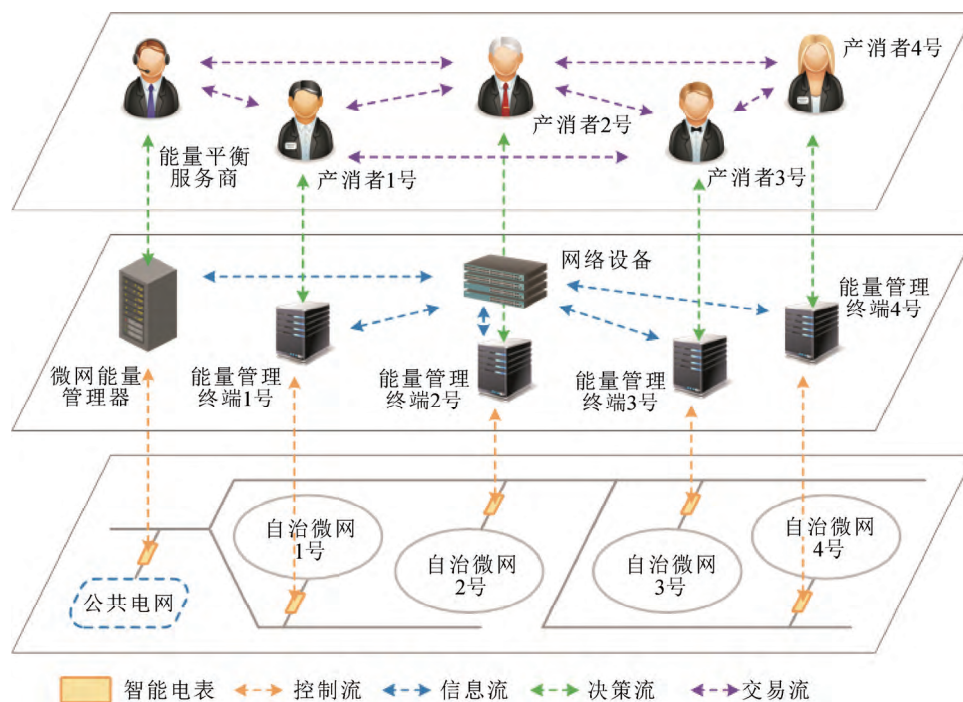 产消者4号
产消者2号
能量平衡
服务商
产消者1号
产消者3号
网络设备
能量管理
终端4号
微网能量
管理器
能量管理
终端1号
能量管理
终端2号
能量管理
终端3号
自治微网
1号
自治微网
2号
自治微网
3号
自治微网
4号
公共电网
智能电表
控制流
信息流
决策流
交易流